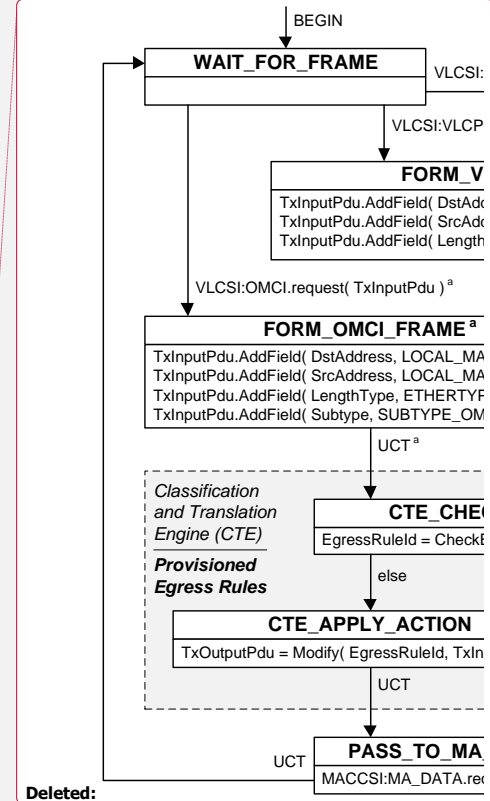 BEGIN
WAIT_FOR_FRAME
VLCSI:
VLCSI:VLCP
FORM_V
TxInputPdu.AddField( DstAdd
TxInputPdu.AddField( SrcAdd
TxInputPdu.AddField( Length
VLCSI:OMCI.request( TxInputPdu ) a
FORM_OMCI_FRAME a
TxInputPdu.AddField( DstAddress, LOCAL_MA
TxInputPdu.AddField( SrcAddress, LOCAL_MA
TxInputPdu.AddField( LengthType, ETHERTYP
TxInputPdu.AddField( Subtype, SUBTYPE_OM
UCT a
Classification
and Translation
Engine (CTE)
Provisioned
Egress Rules
CTE_CHEC
EgressRuleId = CheckE
else
CTE_APPLY_ACTION
TxOutputPdu = Modify( EgressRuleId, TxIn
UCT
UCT
PASS_TO_MA_
MACCSI:MA_DATA.rec
Deleted: